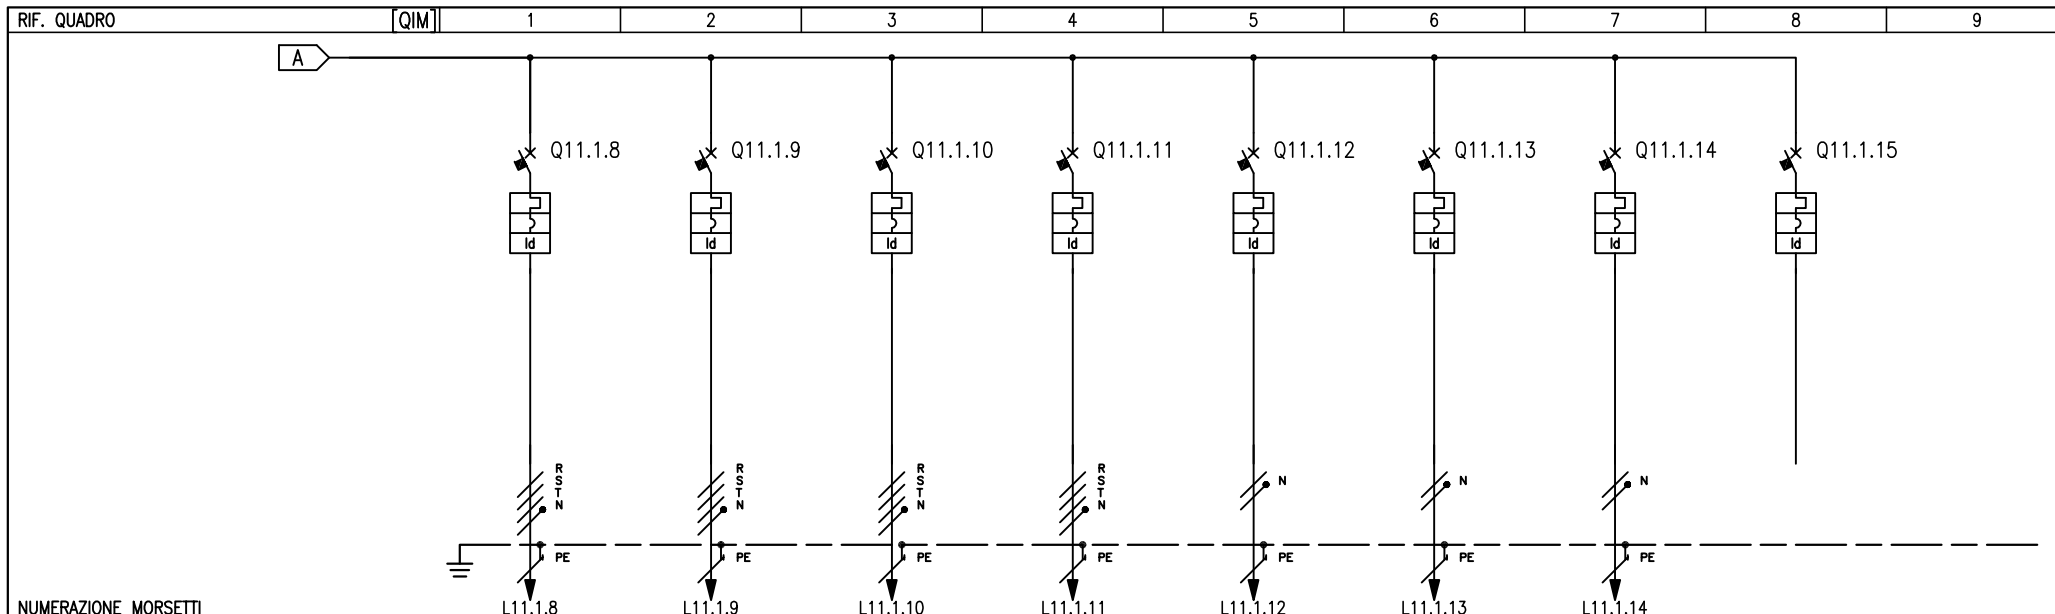 RIF. QUADRO [QIM] 1 2 3 4 5 6 7 8 9
A
Q11.1.8 Q11.1.9 Q11.1.10 Q11.1.11 Q11.1.12 Q11.1.13 Q11.1.14 Q11.1.15
Id Id Id Id Id Id Id Id
R R R R
S S S S
T T T T
N N N N
N N N
PE PE PE PE PE PE PE
NUMERAZIONE MORSETTI L11.1.8 L11.1.9 L11.1.10 L11.1.11 L11.1.12 L11.1.13 L11.1.14